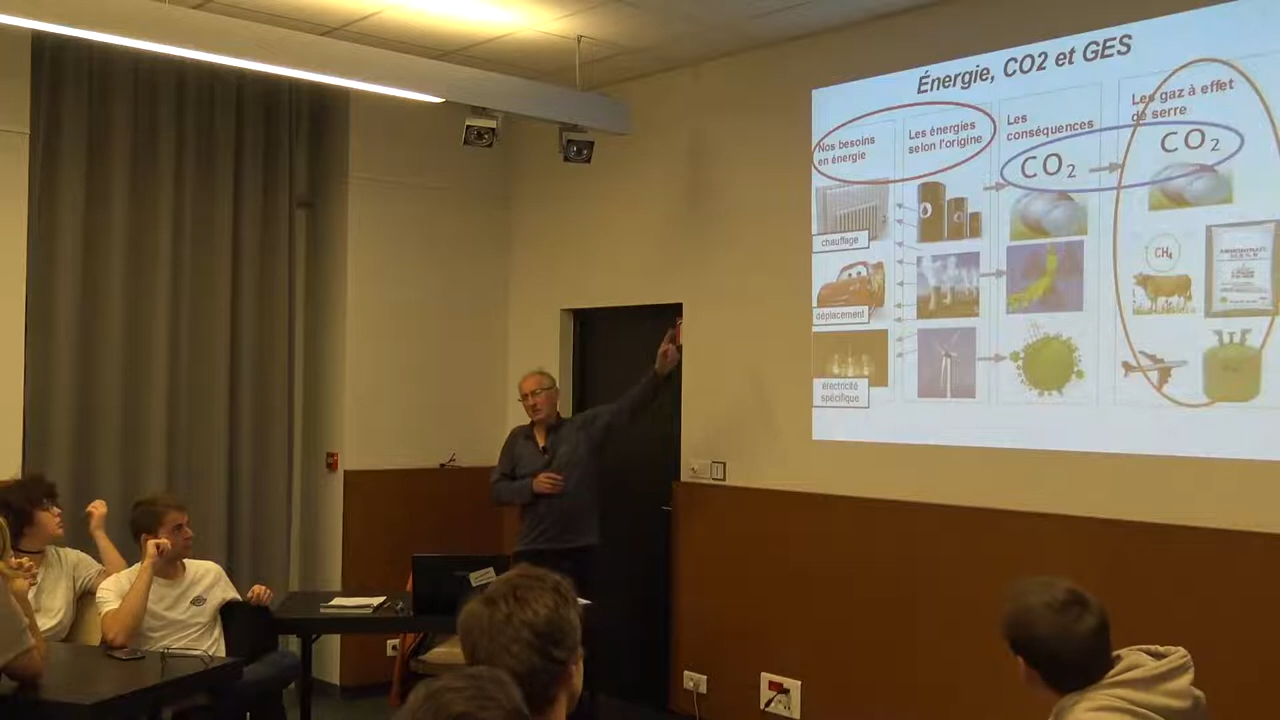 Énergie, CO2 et GES
Nos besoins
en énergie
Les énergies
selon l'origine
Les
conséquences
Les gaz à effet
de serre
CO₂
CO₂
chauffage
déplacement
électricité
spécifique
CH₄